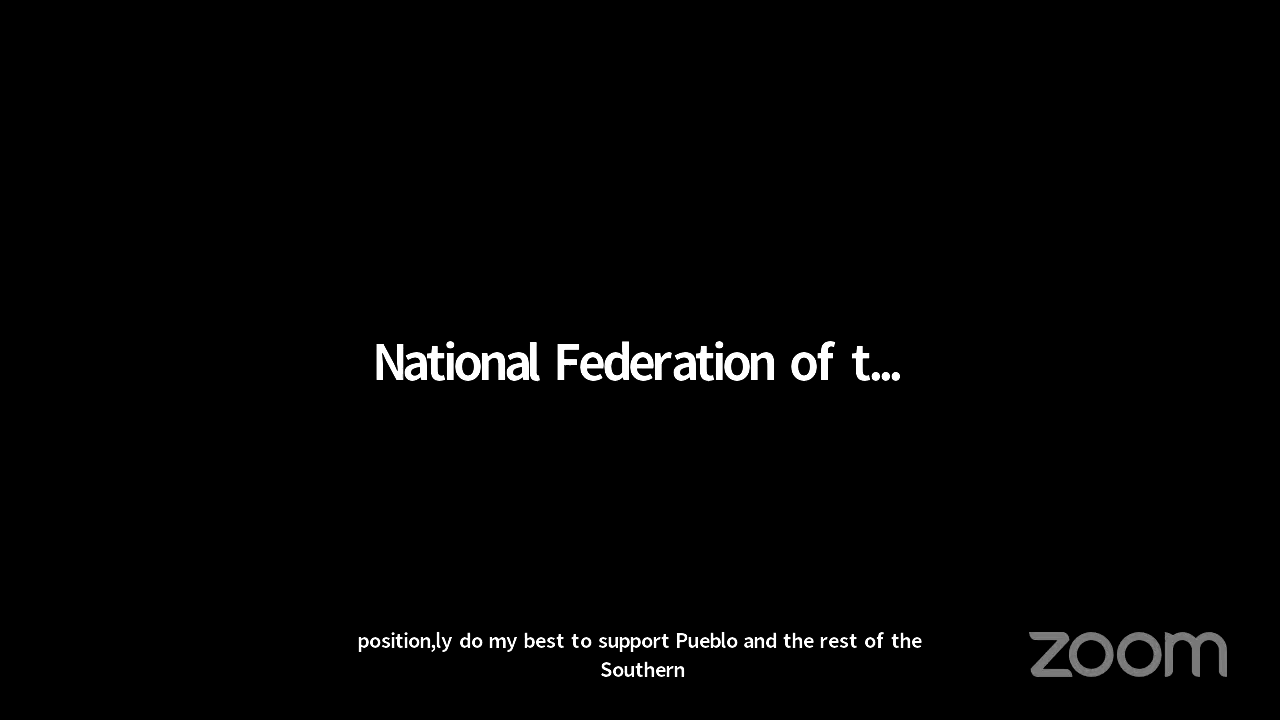 National Federation of t...
position,ly do my best to support Pueblo and the rest of the
Southern
zoom